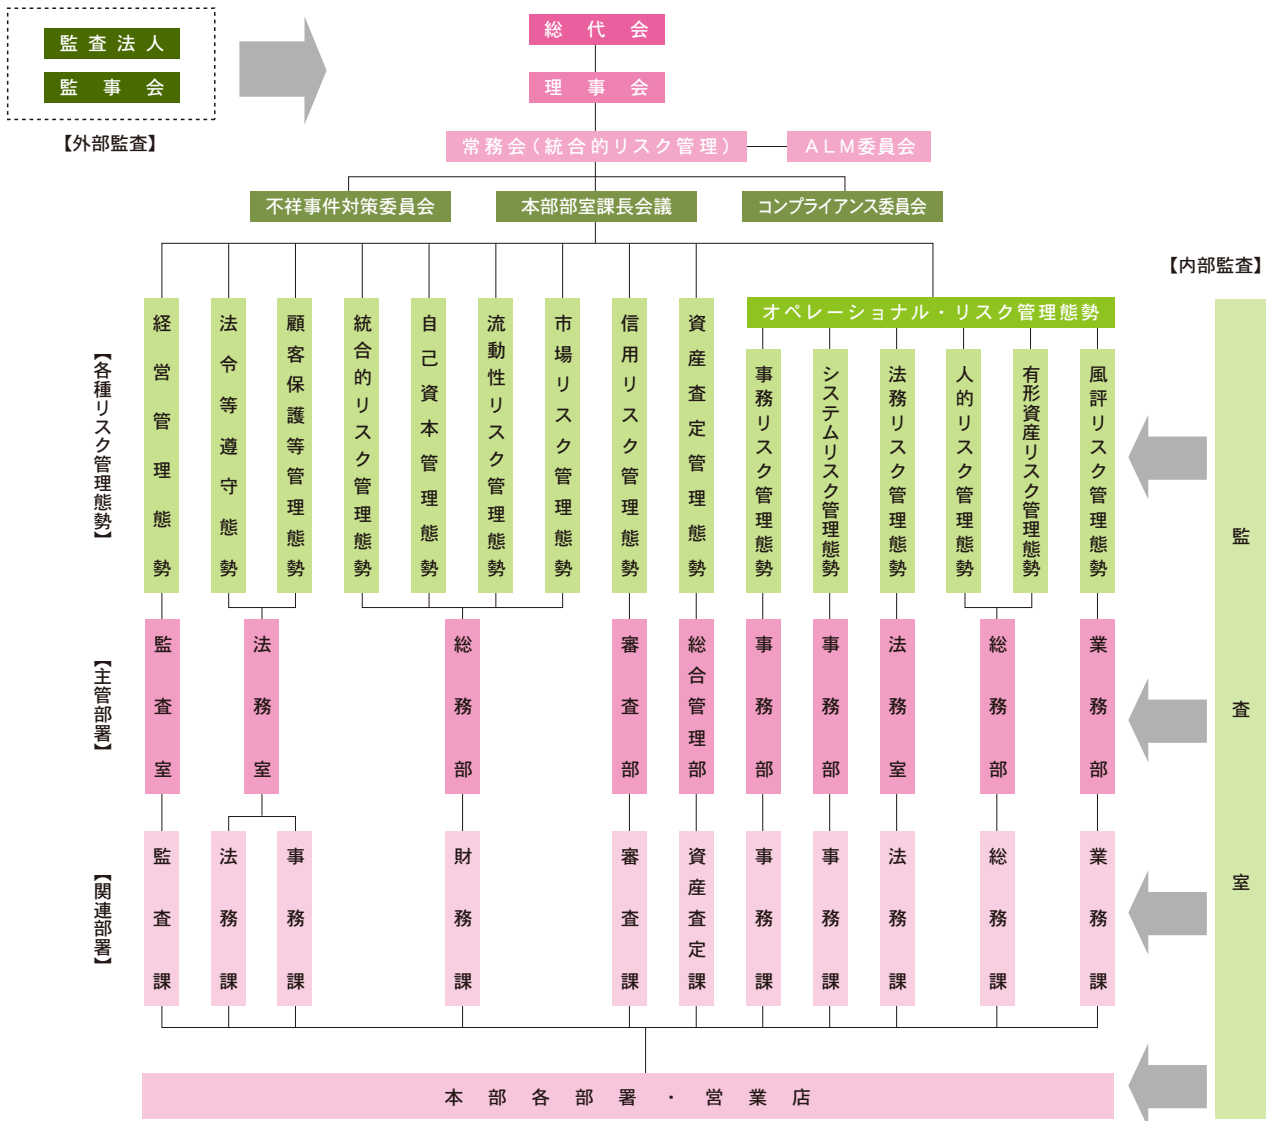 監査法人
監事会
【外部監査】
総代会
理事会
常務会(統合的リスク管理)
ALM委員会
不祥事件対策委員会
本部部室課長会議
コンプライアンス委員会
【内部監査】
【各種リスク管理態勢】
経営管理態勢
法令等遵守態勢
顧客保護等管理態勢
統合的リスク管理態勢
自己資本管理態勢
流動性リスク管理態勢
市場リスク管理態勢
信用リスク管理態勢
資産査定管理態勢
オペレーショナル・リスク管理態勢
事務リスク管理態勢
システムリスク管理態勢
法務リスク管理態勢
人的リスク管理態勢
有形資産リスク管理態勢
風評リスク管理態勢
【主管部署】
監査室
法務室
総務部
審査部
総合管理部
事務部
事務部
法務室
総務部
業務部
【関連部署】
監査課
法務課
事務課
財務課
審査課
資産査定課
事務課
事務課
法務課
総務課
業務課
監査室
本部各部署・営業店